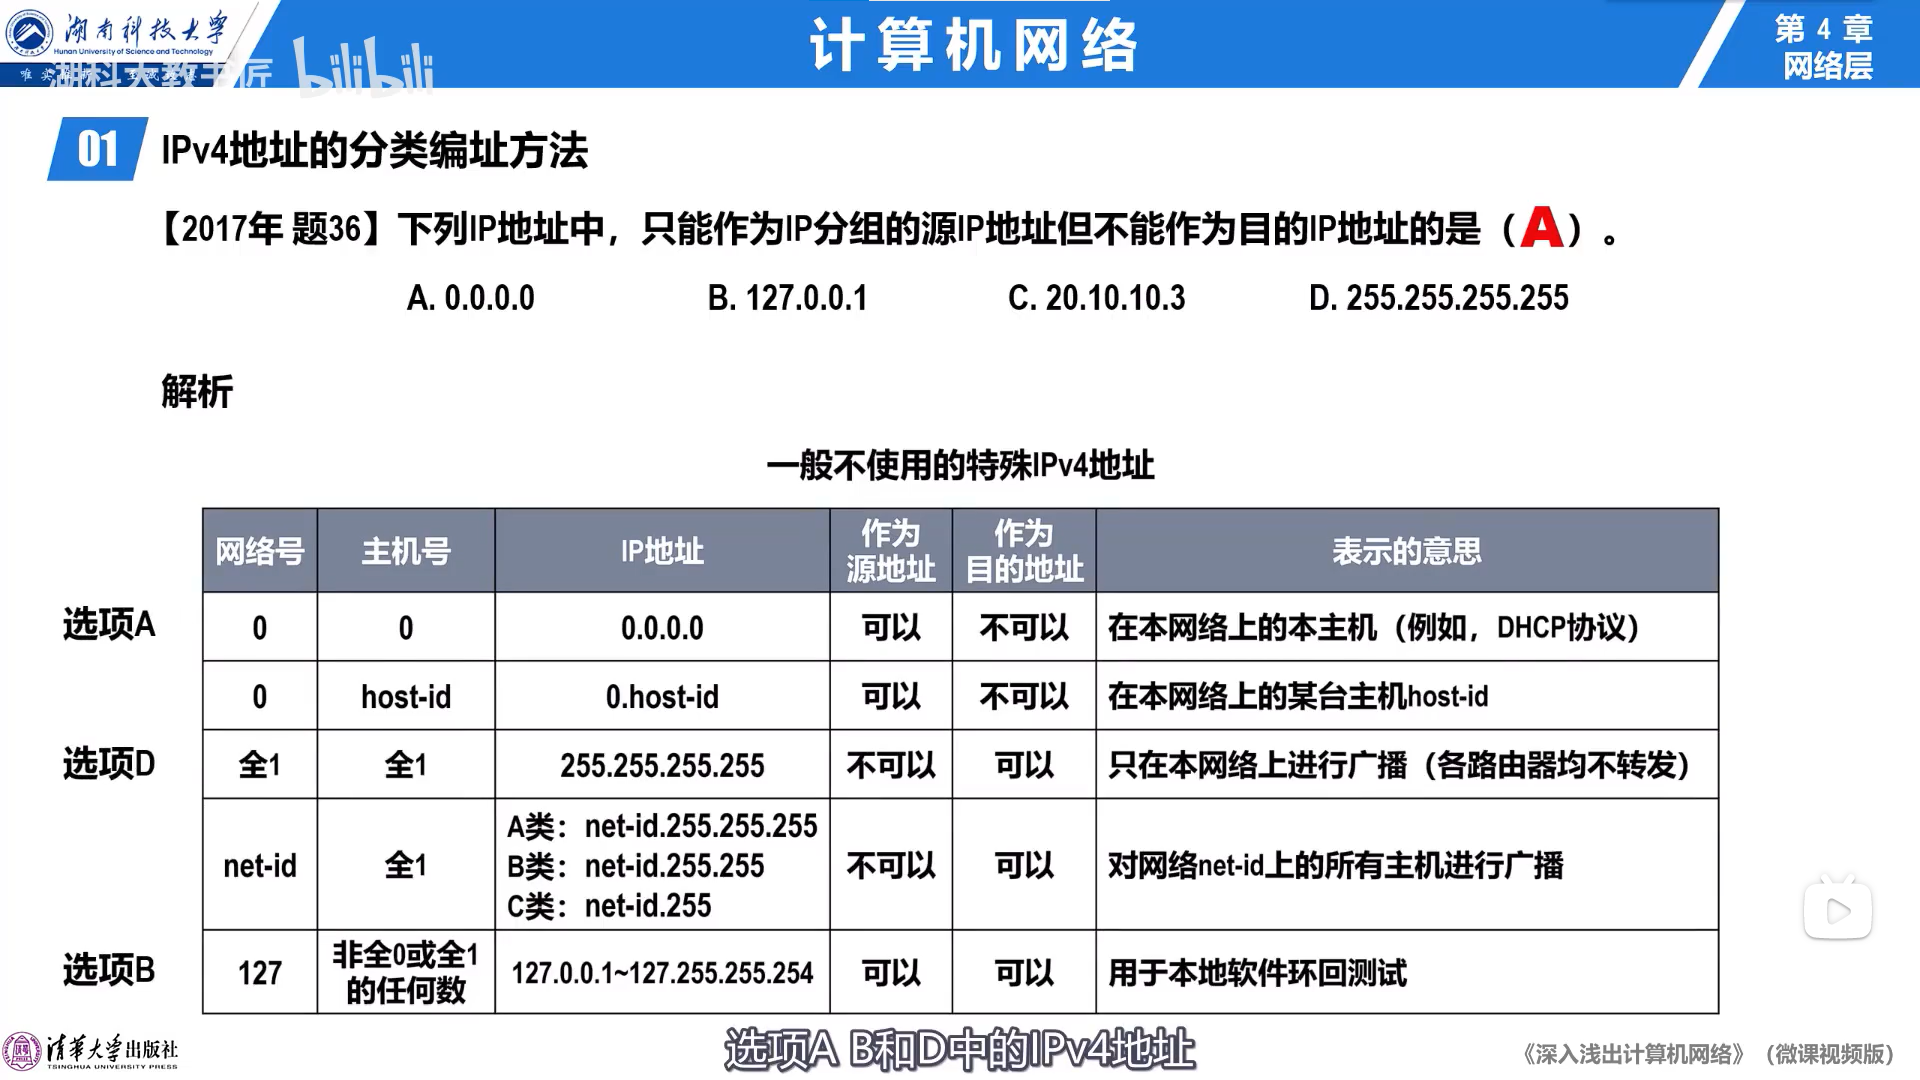 湖南科技大学
Hunan University of Science and Technology
湖科大教书匠
bilibili
计算机网络
第 4 章
网络层
01
IPv4地址的分类编址方法
【2017年 题36】下列IP地址中，只能作为IP分组的源IP地址但不能作为目的IP地址的是（A）。
A. 0.0.0.0 B. 127.0.0.1 C. 20.10.10.3 D. 255.255.255.255
解析
一般不使用的特殊IPv4地址
网络号 主机号 IP地址 作为源地址 作为目的地址 表示的意思
选项A 0 0 0.0.0.0 可以 不可以 在本网络上的本主机（例如，DHCP协议）
0 host-id 0.host-id 可以 不可以 在本网络上的某台主机host-id
选项D 全1 全1 255.255.255.255 不可以 可以 只在本网络上进行广播（各路由器均不转发）
net-id 全1 A类：net-id.255.255.255
B类：net-id.255.255
C类：net-id.255
不可以 可以 对网络net-id上的所有主机进行广播
选项B 127 非全0或全1的任何数 127.0.0.1~127.255.255.254 可以 可以 用于本地软件环回测试
清华大学出版社
TSINGHUA UNIVERSITY PRESS
选项A B和D中的IPv4地址
《深入浅出计算机网络》（微课视频版）